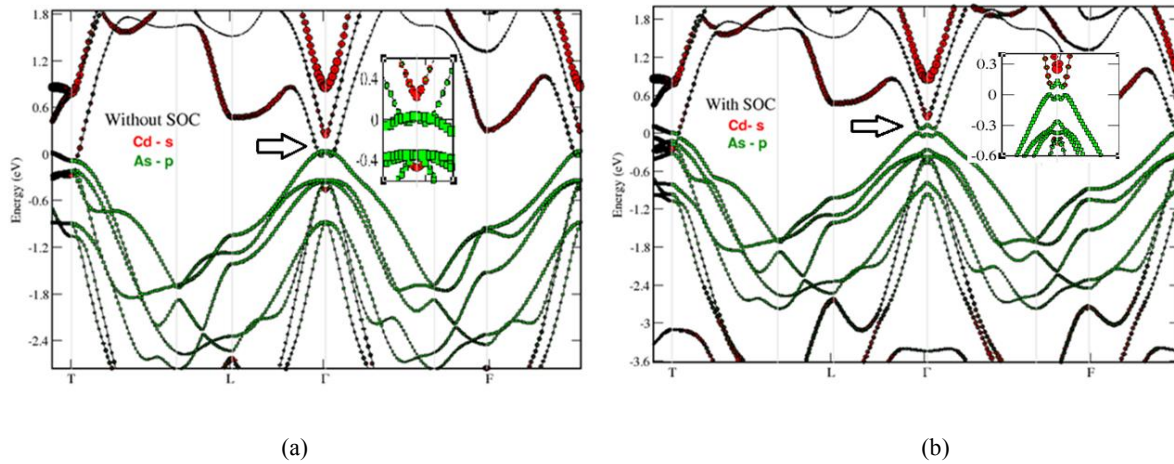 1.8
1.2
0.6
0
-0.6
-1.2
-1.8
-2.4
Energy (eV)
Without SOC
Cd - s
As - p
0.4
0
-0.4
T
L
Γ
F
(a)
1.8
1.2
0.6
0
-0.6
-1.2
-1.8
-2.4
-3
-3.6
Energy (eV)
With SOC
Cd- s
As - p
0.3
0
-0.3
-0.6
T
L
Γ
F
(b)